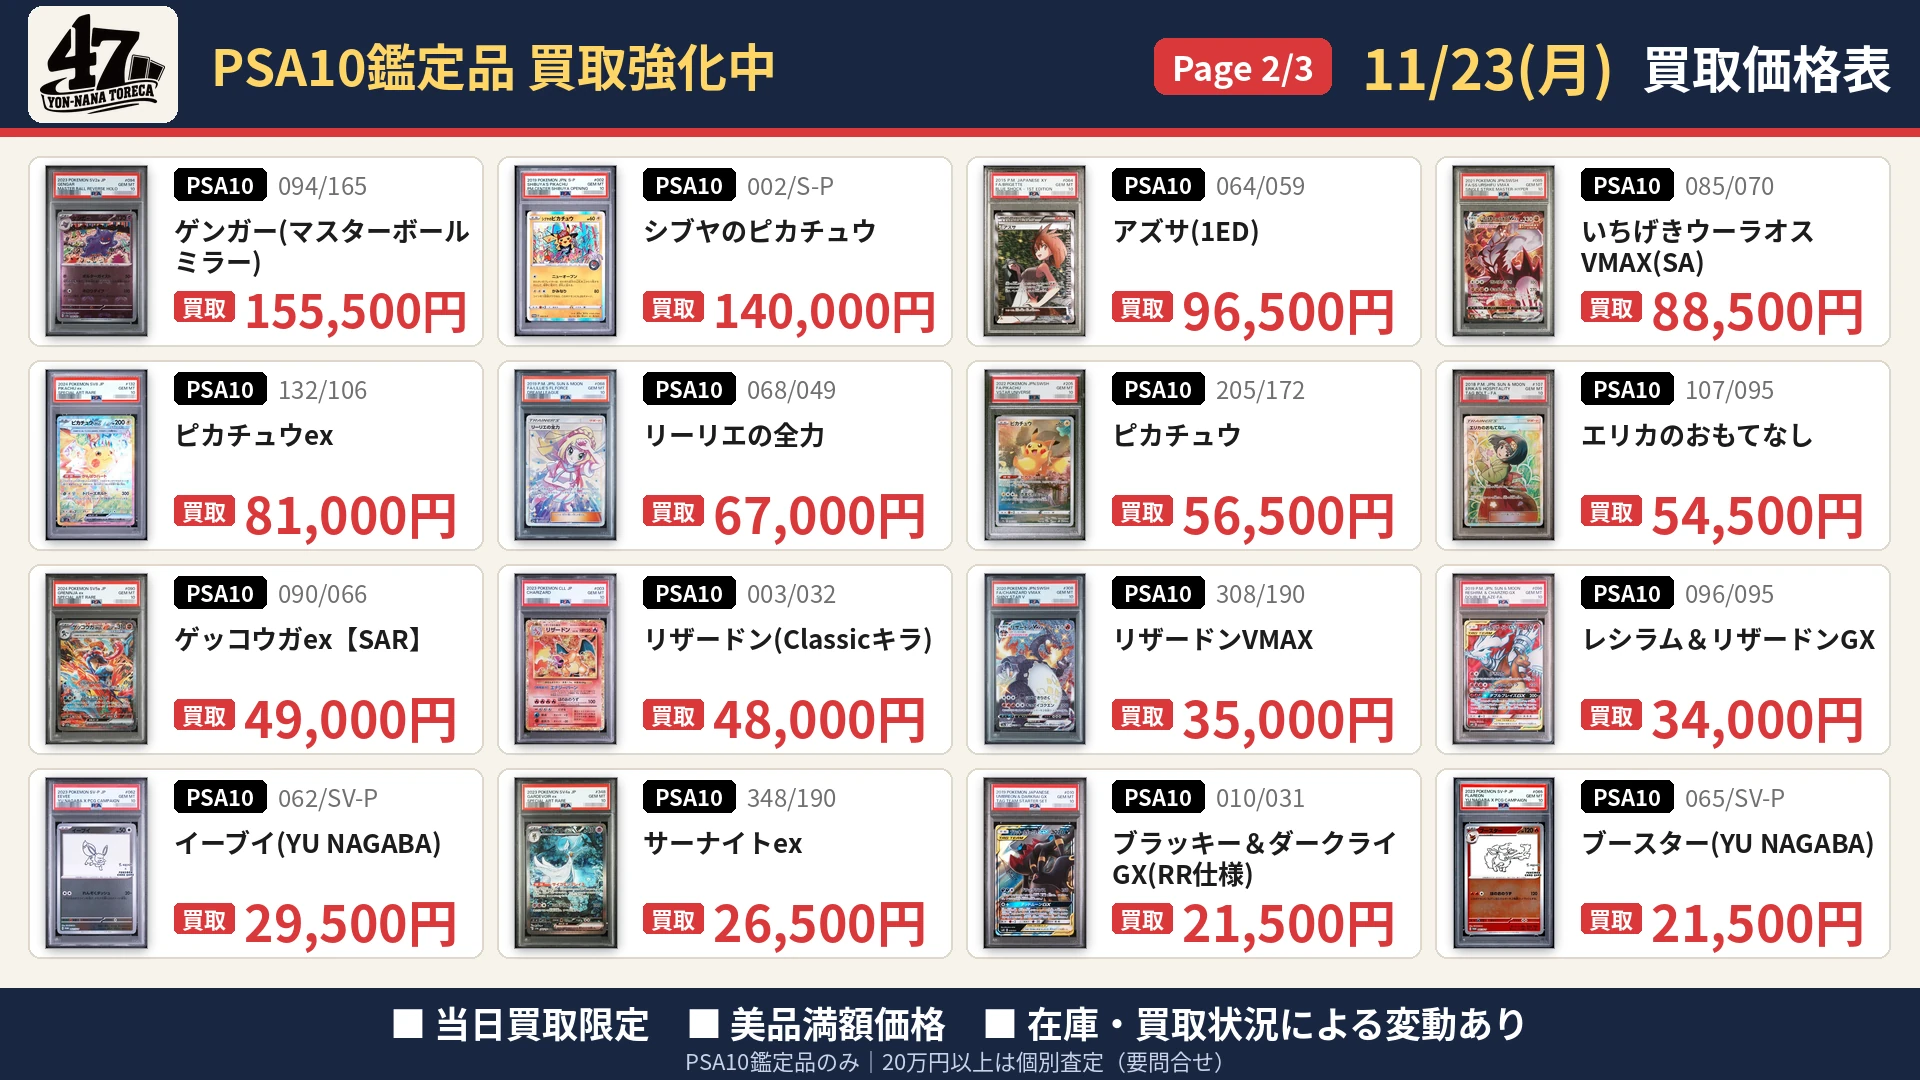 47
YON-NANA TORECA
PSA10鑑定品 買取強化中
Page 2/3
11/23(月) 買取価格表
PSA10 094/165
ゲンガー(マスターボール
ミラー)
買取 155,500円
PSA10 002/S-P
シブヤのピカチュウ
買取 140,000円
PSA10 064/059
アズサ(1ED)
買取 96,500円
PSA10 085/070
いちげきウーラオス
VMAX(SA)
買取 88,500円
PSA10 132/106
ピカチュウex
買取 81,000円
PSA10 068/049
リーリエの全力
買取 67,000円
PSA10 205/172
ピカチュウ
買取 56,500円
PSA10 107/095
エリカのおもてなし
買取 54,500円
PSA10 090/066
ゲッコウガex【SAR】
買取 49,000円
PSA10 003/032
リザードン(Classicキラ)
買取 48,000円
PSA10 308/190
リザードンVMAX
買取 35,000円
PSA10 096/095
レシラム＆リザードンGX
買取 34,000円
PSA10 062/SV-P
イーブイ(YU NAGABA)
買取 29,500円
PSA10 348/190
サーナイトex
買取 26,500円
PSA10 010/031
ブラッキー＆ダークライ
GX(RR仕様)
買取 21,500円
PSA10 065/SV-P
ブースター(YU NAGABA)
買取 21,500円
■ 当日買取限定 ■ 美品満額価格 ■ 在庫・買取状況による変動あり
PSA10鑑定品のみ｜20万円以上は個別査定（要問合せ）